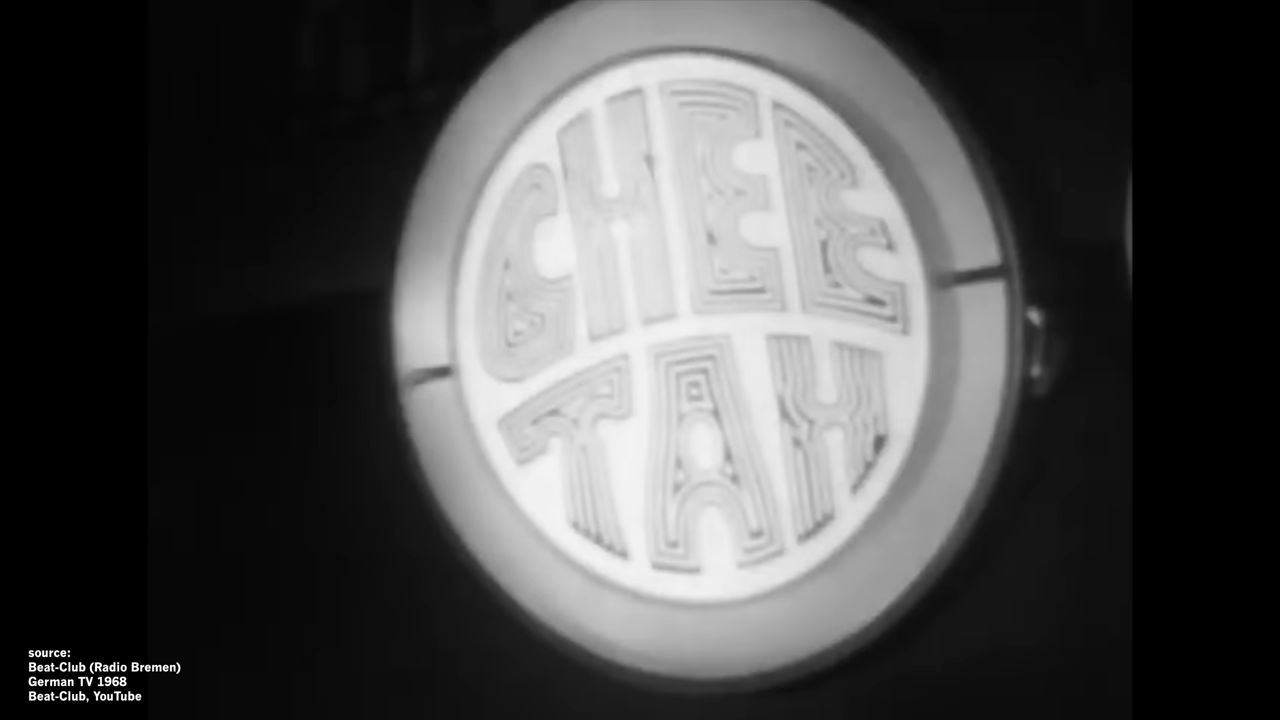 CHEE
TAH
source:
Beat-Club (Radio Bremen)
German TV 1968
Beat-Club, YouTube